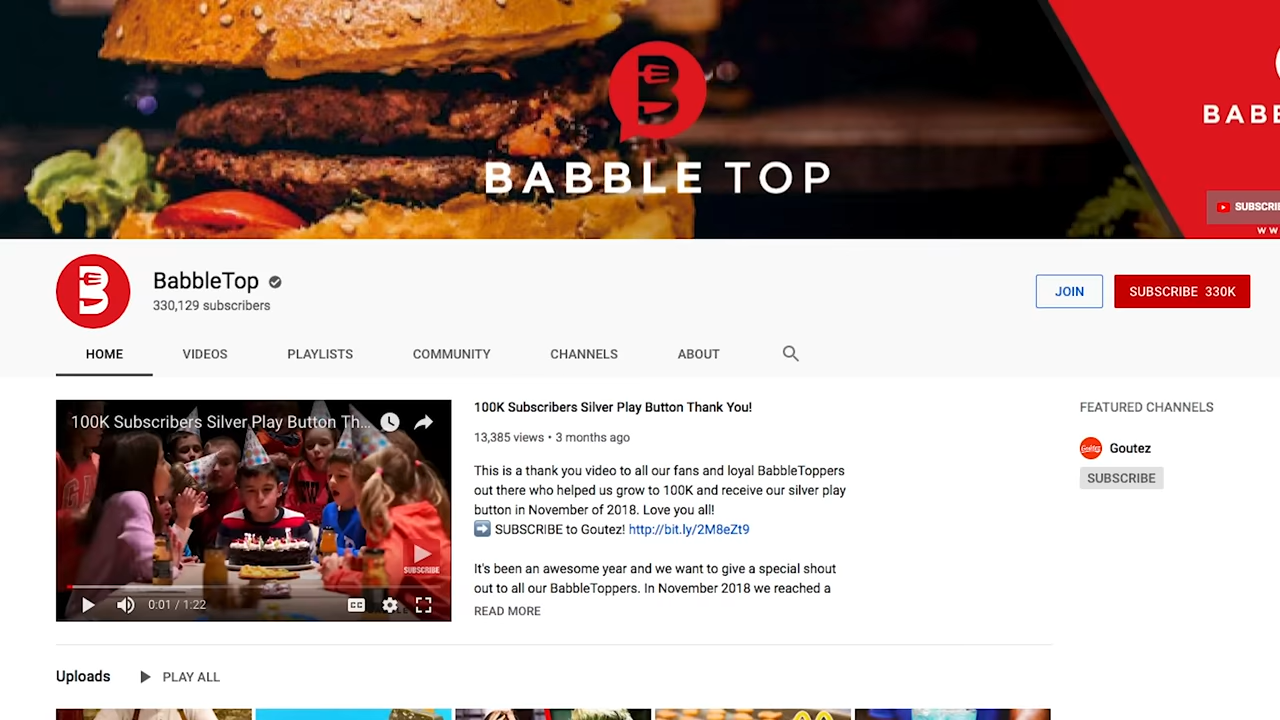 BABBLE TOP
BABB
SUBSCRI
W W
BabbleTop
330,129 subscribers
JOIN
SUBSCRIBE 330K
HOME
VIDEOS
PLAYLISTS
COMMUNITY
CHANNELS
ABOUT
100K Subscribers Silver Play Button Th...
SUBSCRIBE
0:01 / 1:22
CC
100K Subscribers Silver Play Button Thank You!
13,385 views • 3 months ago
This is a thank you video to all our fans and loyal BabbleToppers
out there who helped us grow to 100K and receive our silver play
button in November of 2018. Love you all!
➡️ SUBSCRIBE to Goutez! http://bit.ly/2M8eZt9
It's been an awesome year and we want to give a special shout
out to all our BabbleToppers. In November 2018 we reached a
READ MORE
FEATURED CHANNELS
Goutez
SUBSCRIBE
Uploads
PLAY ALL